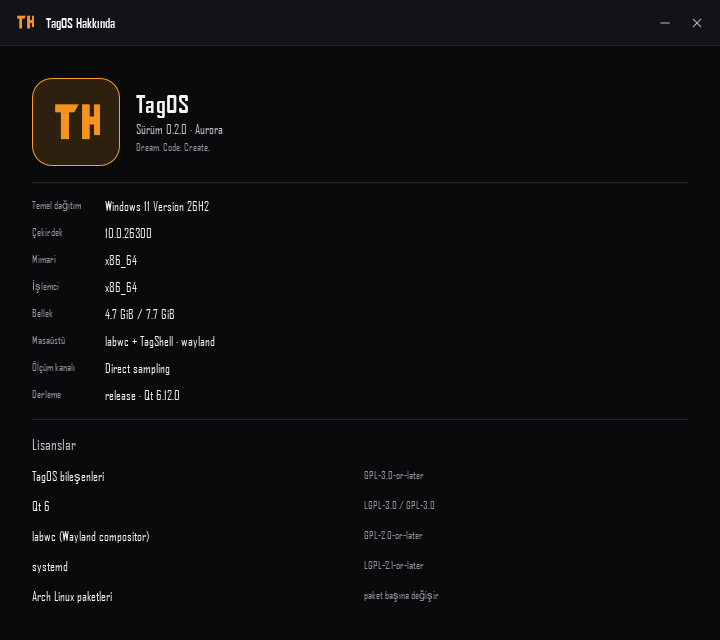 TH TagOS Hakkında
TH
TagOS
Sürüm 0.2.0 · Aurora
Dream. Code. Create.
Temel dağıtım Windows 11 Version 26H2
Çekirdek 10.0.26300
Mimari x86_64
İşlemci x86_64
Bellek 4.7 GiB / 7.7 GiB
Masaüstü labwc + TagShell · wayland
Ölçüm kanalı Direct sampling
Derleme release · Qt 6.12.0
Lisanslar
TagOS bileşenleri GPL-3.0-or-later
Qt 6 LGPL-3.0 / GPL-3.0
labwc (Wayland compositor) GPL-2.0-or-later
systemd LGPL-2.1-or-later
Arch Linux paketleri paket başına değişir